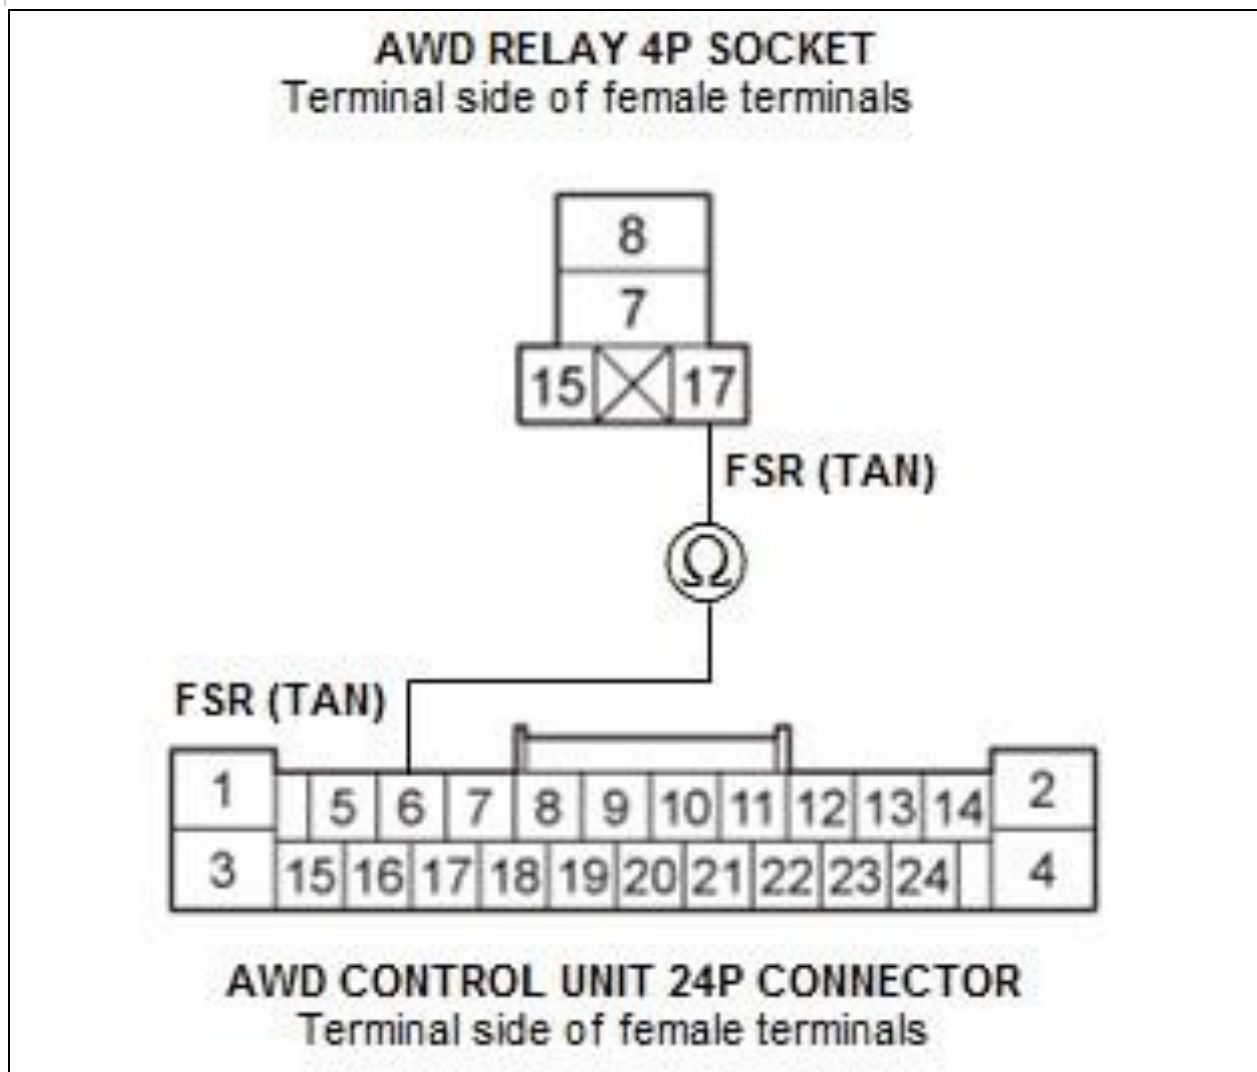 AWD RELAY 4P SOCKET
Terminal side of female terminals
8
7
15 17
FSR (TAN)
Ω
FSR (TAN)
1 5 6 7 8 9 10 11 12 13 14 2
3 15 16 17 18 19 20 21 22 23 24 4
AWD CONTROL UNIT 24P CONNECTOR
Terminal side of female terminals